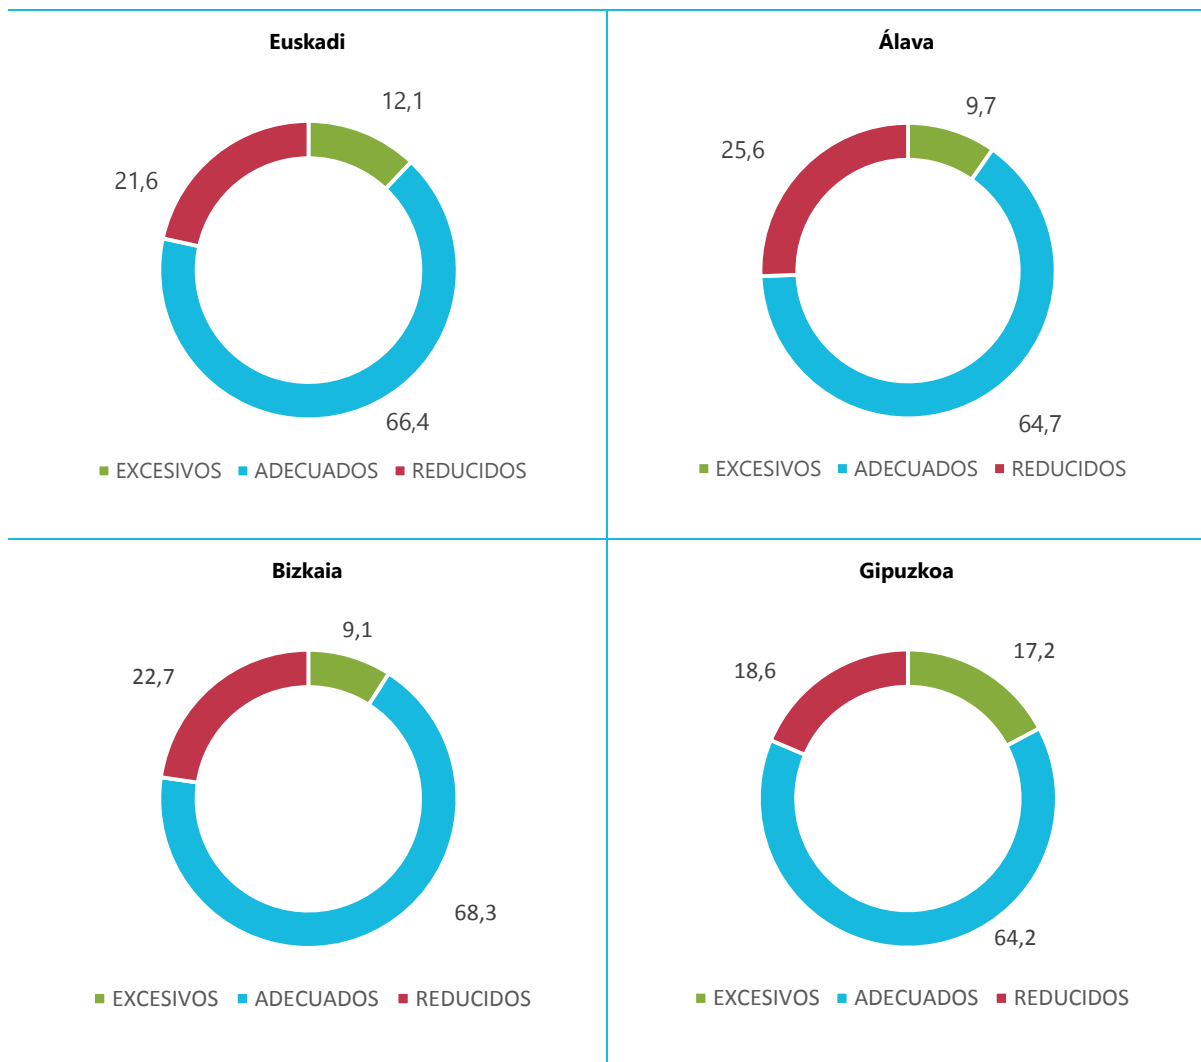 Euskadi
12,1
21,6
66,4
EXCESIVOS ADECUADOS REDUCIDOS
Álava
9,7
25,6
64,7
EXCESIVOS ADECUADOS REDUCIDOS
Bizkaia
9,1
22,7
68,3
EXCESIVOS ADECUADOS REDUCIDOS
Gipuzkoa
17,2
18,6
64,2
EXCESIVOS ADECUADOS REDUCIDOS